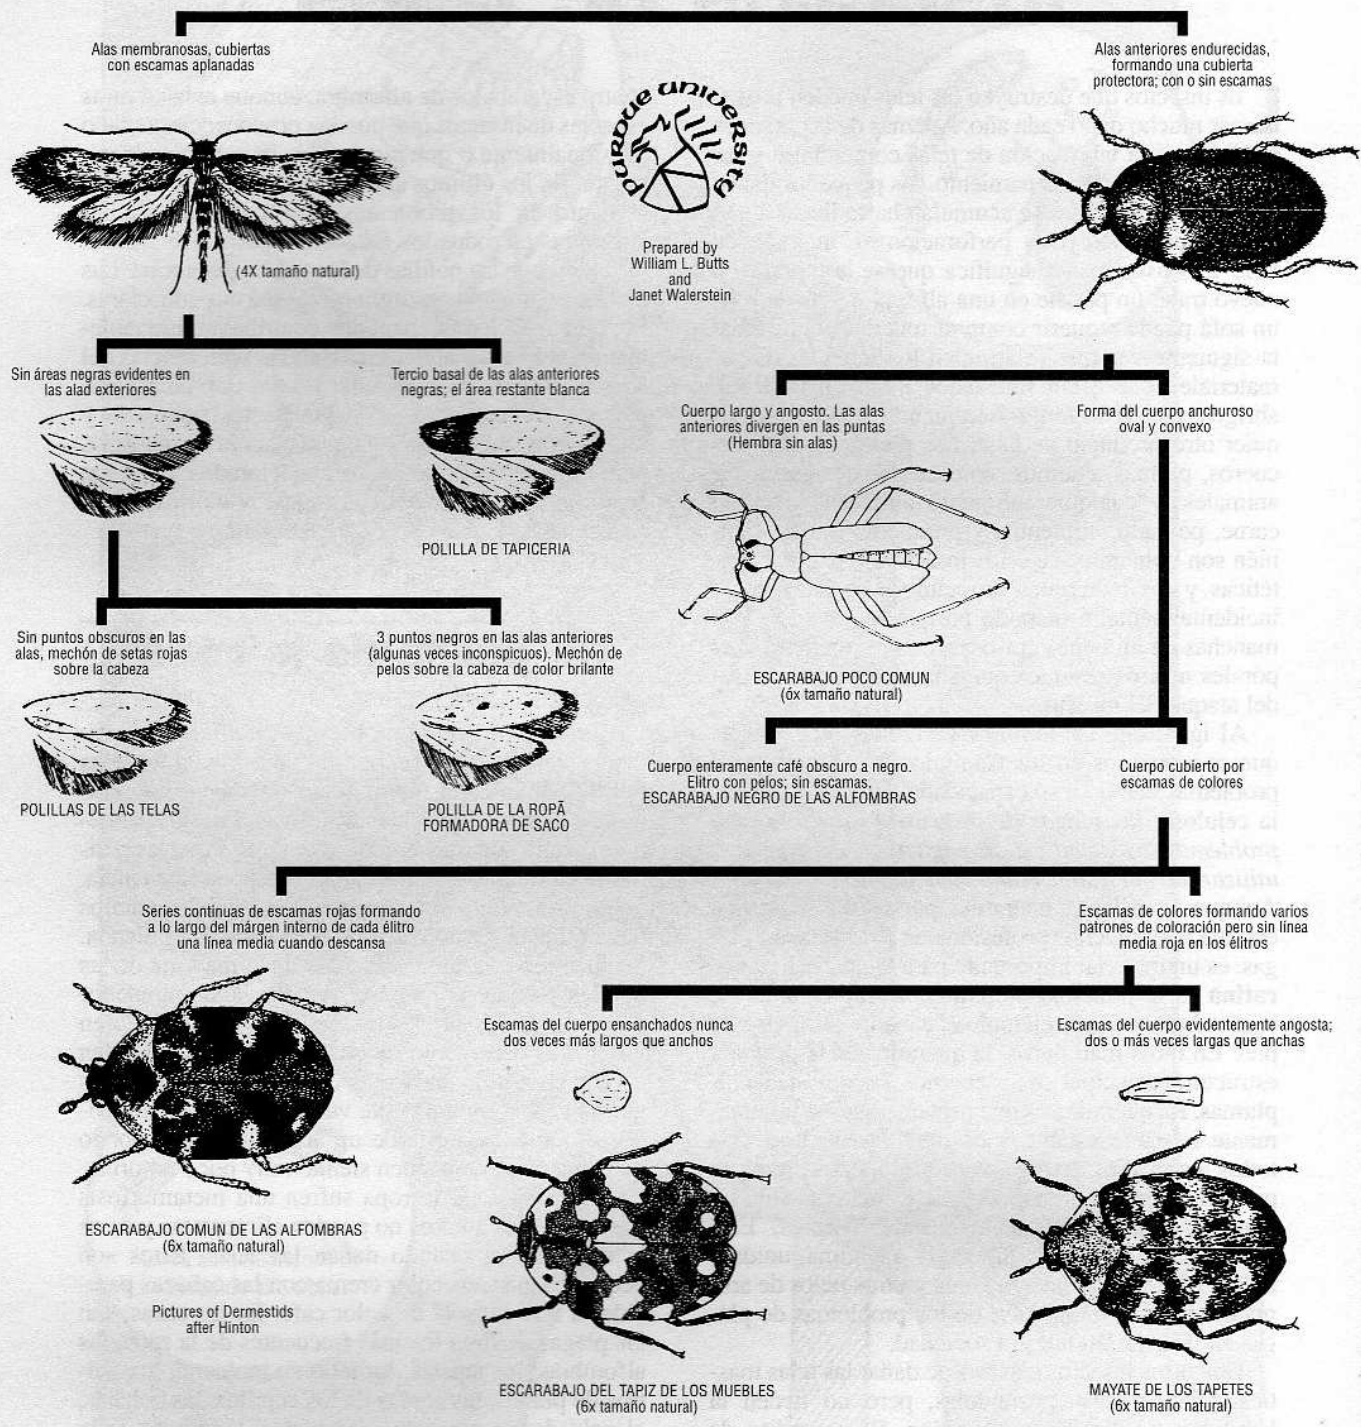 Alas membranosas, cubiertas
con escamas aplanadas
Alas anteriores endurecidas,
formando una cubierta
protectora; con o sin escamas
PURDUE UNIVERSITY
Prepared by
William L. Butts
and
Janet Walerstein
(4X tamaño natural)
Sin áreas negras evidentes en
las alad exteriores
Tercio basal de las alas anteriores
negras; el área restante blanca
POLILLA DE TAPICERIA
Cuerpo largo y angosto. Las alas
anteriores divergen en las puntas
(Hembra sin alas)
Forma del cuerpo anchuroso
oval y convexo
ESCARABAJO POCO COMUN
(óx tamaño natural)
Sin puntos obscuros en las
alas, mechón de setas rojas
sobre la cabeza
POLILLAS DE LAS TELAS
3 puntos negros en las alas anteriores
(algunas veces inconspicuos). Mechón de
pelos sobre la cabeza de color brilante
POLILLA DE LA ROPÃ
FORMADORA DE SACO
Cuerpo enteramente café obscuro a negro.
Elitro con pelos; sin escamas.
ESCARABAJO NEGRO DE LAS ALFOMBRAS
Cuerpo cubierto por
escamas de colores
Series continuas de escamas rojas formando
a lo largo del márgen interno de cada élitro
una línea media cuando descansa
ESCARABAJO COMUN DE LAS ALFOMBRAS
(6x tamaño natural)
Pictures of Dermestids
after Hinton
Escamas de colores formando varios
patrones de coloración pero sin línea
media roja en los élitros
Escamas del cuerpo ensanchados nunca
dos veces más largos que anchos
ESCARABAJO DEL TAPIZ DE LOS MUEBLES
(6x tamaño natural)
Escamas del cuerpo evidentemente angosta;
dos o más veces largas que anchas
MAYATE DE LOS TAPETES
(6x tamaño natural)